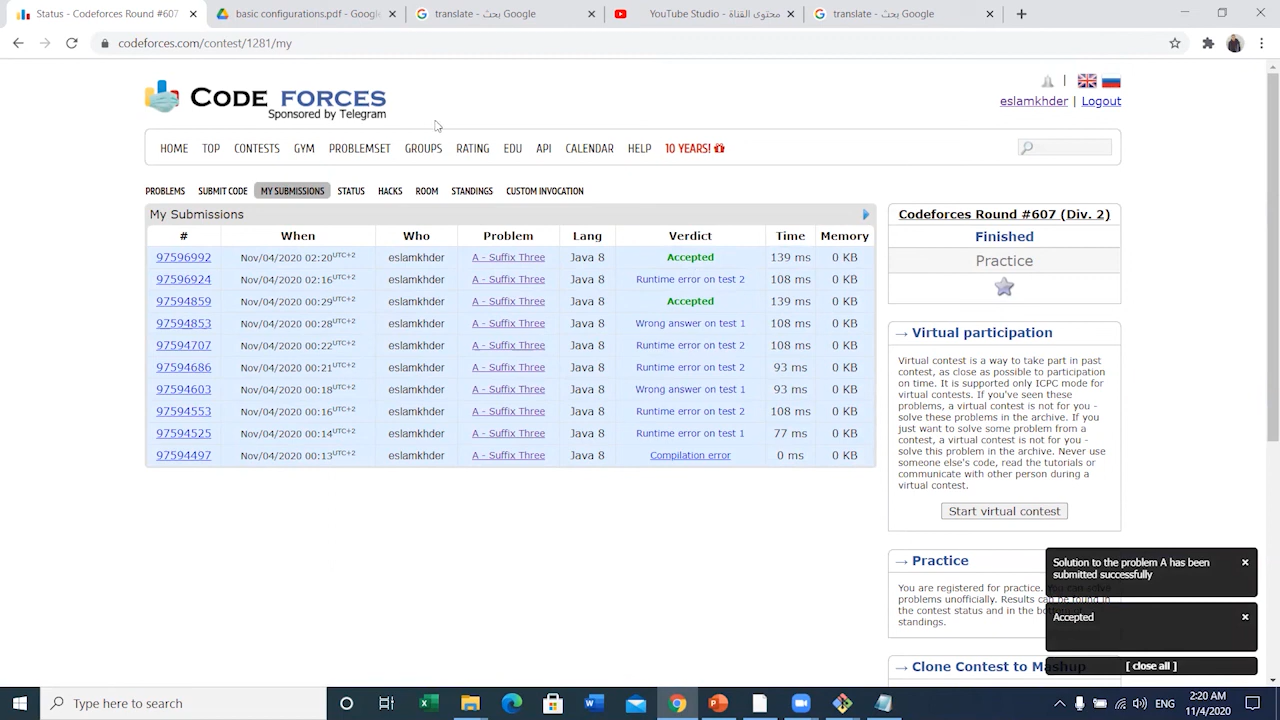 Status - Codeforces Round #607
basic configurations.pdf - Google
translate - بحث Google
YouTube Studio - محتوى القناة
translate - بحث Google
codeforces.com/contest/1281/my
CODE FORCES
Sponsored by Telegram
eslamkhder | Logout
HOME TOP CONTESTS GYM PROBLEMSET GROUPS RATING EDU API CALENDAR HELP 10 YEARS!
PROBLEMS SUBMIT CODE MY SUBMISSIONS STATUS HACKS ROOM STANDINGS CUSTOM INVOCATION
My Submissions
# When Who Problem Lang Verdict Time Memory
97596992 Nov/04/2020 02:20UTC+2 eslamkhder A - Suffix Three Java 8 Accepted 139 ms 0 KB
97596924 Nov/04/2020 02:16UTC+2 eslamkhder A - Suffix Three Java 8 Runtime error on test 2 108 ms 0 KB
97594859 Nov/04/2020 00:29UTC+2 eslamkhder A - Suffix Three Java 8 Accepted 139 ms 0 KB
97594853 Nov/04/2020 00:28UTC+2 eslamkhder A - Suffix Three Java 8 Wrong answer on test 1 108 ms 0 KB
97594707 Nov/04/2020 00:22UTC+2 eslamkhder A - Suffix Three Java 8 Runtime error on test 2 108 ms 0 KB
97594686 Nov/04/2020 00:21UTC+2 eslamkhder A - Suffix Three Java 8 Runtime error on test 2 93 ms 0 KB
97594603 Nov/04/2020 00:18UTC+2 eslamkhder A - Suffix Three Java 8 Wrong answer on test 1 93 ms 0 KB
97594553 Nov/04/2020 00:16UTC+2 eslamkhder A - Suffix Three Java 8 Runtime error on test 2 108 ms 0 KB
97594525 Nov/04/2020 00:14UTC+2 eslamkhder A - Suffix Three Java 8 Runtime error on test 1 77 ms 0 KB
97594497 Nov/04/2020 00:13UTC+2 eslamkhder A - Suffix Three Java 8 Compilation error 0 ms 0 KB
Codeforces Round #607 (Div. 2)
Finished
Practice
→ Virtual participation
Virtual contest is a way to take part in past
contest, as close as possible to participation
on time. It is supported only ICPC mode for
virtual contests. If you've seen these
problems, a virtual contest is not for you -
solve these problems in the archive. If you
just want to solve some problem from a
contest, a virtual contest is not for you -
solve this problem in the archive. Never use
someone else's code, read the tutorials or
communicate with other person during a
virtual contest.
Start virtual contest
→ Practice
You are registered for practice.
problems unofficially. Results can be found in
the contest status and in the
standings.
→ Clone Contest to Mashup
Solution to the problem A has been
submitted successfully
Accepted
[ close all ]
Type here to search
ENG
2:20 AM
11/4/2020